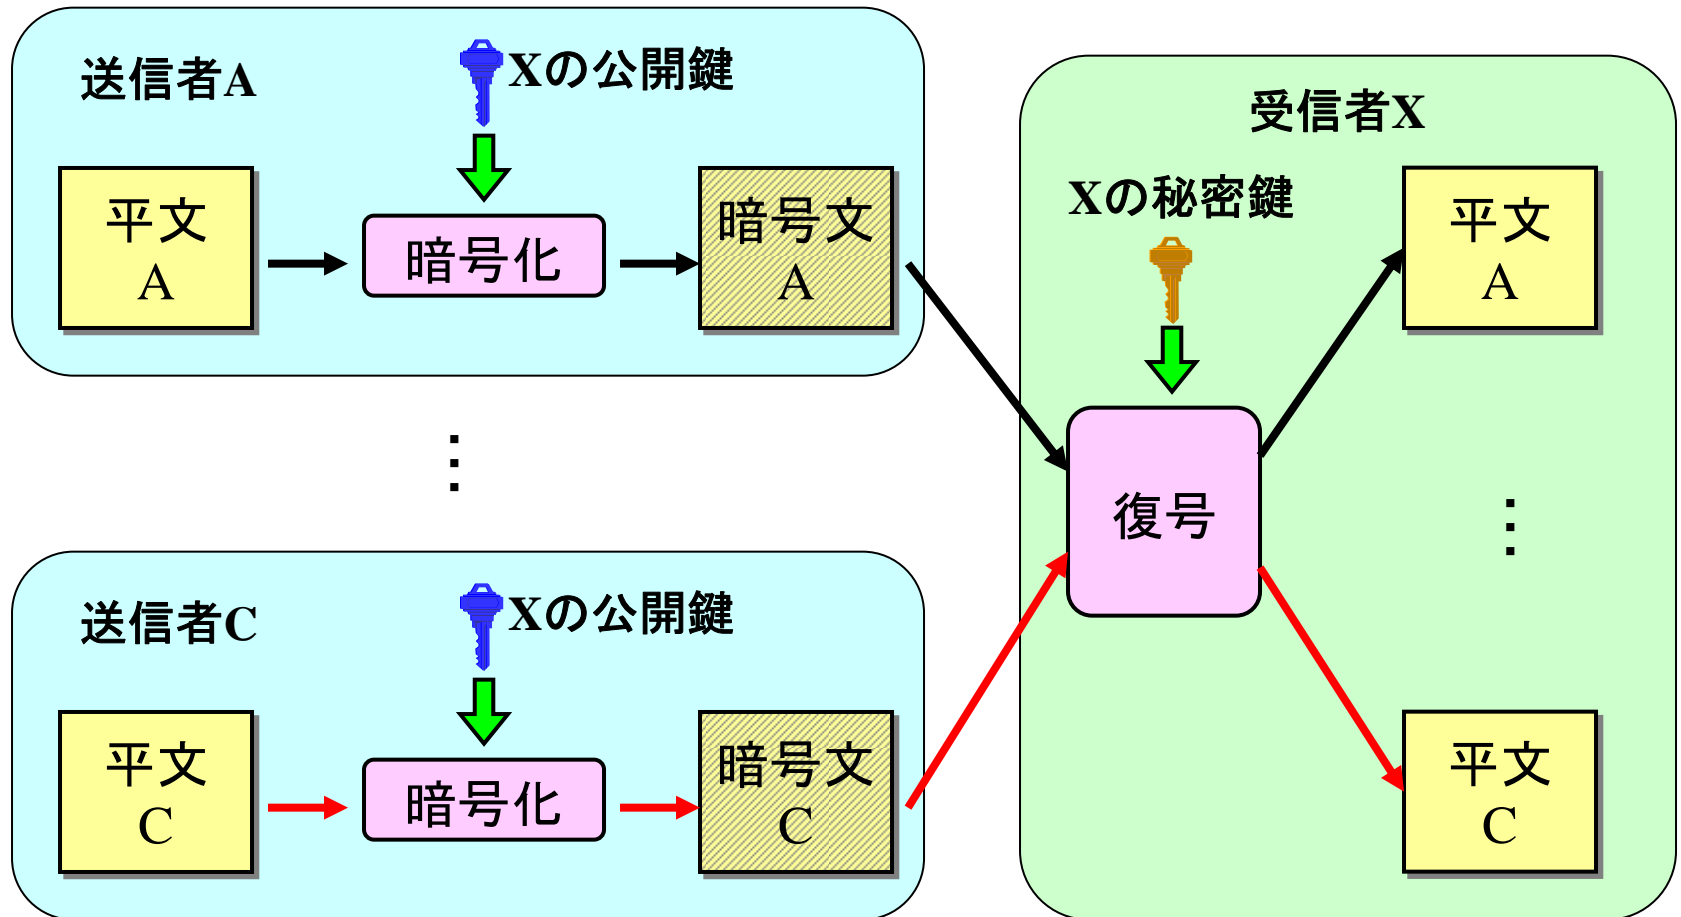 送信者A
Xの公開鍵
平文
A
暗号化
暗号文
A
⋮
送信者C
Xの公開鍵
平文
C
暗号化
暗号文
C
受信者X
Xの秘密鍵
復号
平文
A
⋮
平文
C